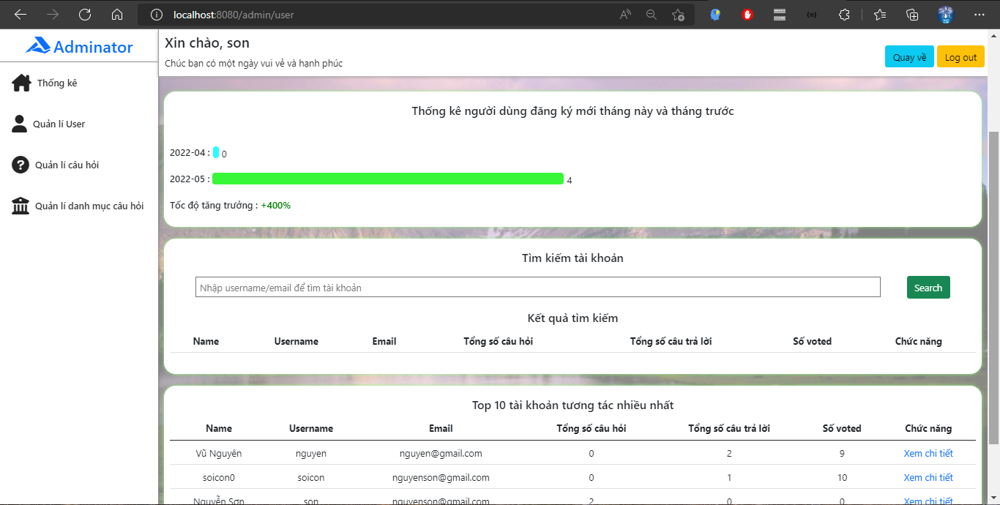 localhost:8080/admin/user
Adminator
Xin chào, son
Chúc bạn có một ngày vui vẻ và hạnh phúc
Quay về
Log out
Thống kê
Quản lí User
Quản lí câu hỏi
Quản lí danh mục câu hỏi
Thống kê người dùng đăng ký mới tháng này và tháng trước
2022-04 : 0
2022-05 : 4
Tốc độ tăng trưởng : +400%
Tìm kiếm tài khoản
Nhập username/email để tìm tài khoản
Search
Kết quả tìm kiếm
Name Username Email Tổng số câu hỏi Tổng số câu trả lời Số voted Chức năng
Top 10 tài khoản tương tác nhiều nhất
Name Username Email Tổng số câu hỏi Tổng số câu trả lời Số voted Chức năng
Vũ Nguyên nguyen nguyen@gmail.com 0 2 9 Xem chi tiết
soicon0 soicon nguyenson@gmail.com 0 1 10 Xem chi tiết
Nguyễn Sơn son nguyenson@gmail.com 2 0 0 Xem chi tiết